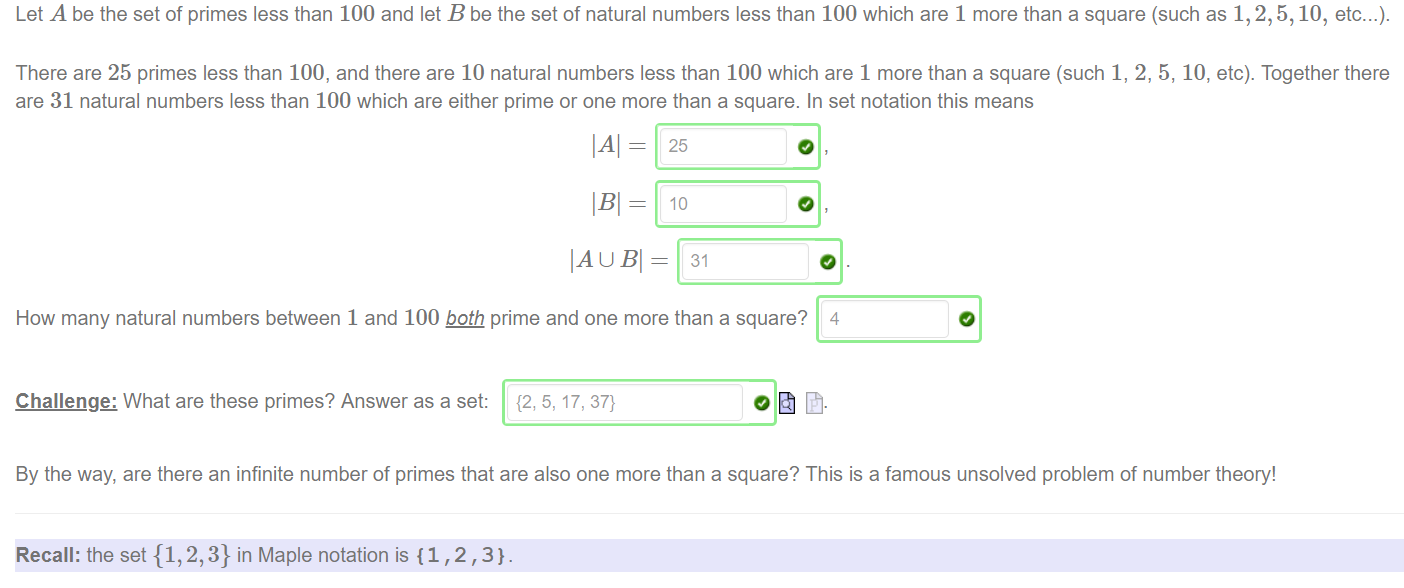 Let A be the set of primes less than 100 and let B be the set of natural numbers less than 100 which are 1 more than a square (such as 1, 2, 5, 10, etc...).
There are 25 primes less than 100, and there are 10 natural numbers less than 100 which are 1 more than a square (such 1, 2, 5, 10, etc). Together there
are 31 natural numbers less than 100 which are either prime or one more than a square. In set notation this means
|A| = 25 ,
|B| = 10 ,
|A ∪ B| = 31 .
How many natural numbers between 1 and 100 both prime and one more than a square? 4
Challenge: What are these primes? Answer as a set: {2, 5, 17, 37} .
By the way, are there an infinite number of primes that are also one more than a square? This is a famous unsolved problem of number theory!
Recall: the set {1, 2, 3} in Maple notation is {1,2,3}.